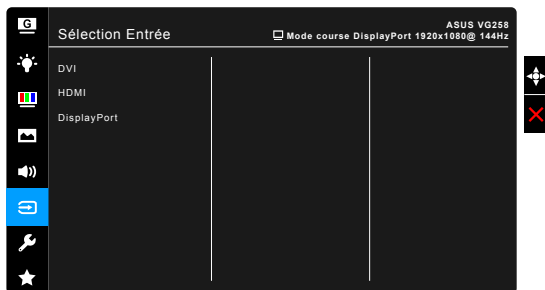 G
Sélection Entrée
ASUS VG258
Mode course DisplayPort 1920x1080@ 144Hz
DVI
HDMI
DisplayPort